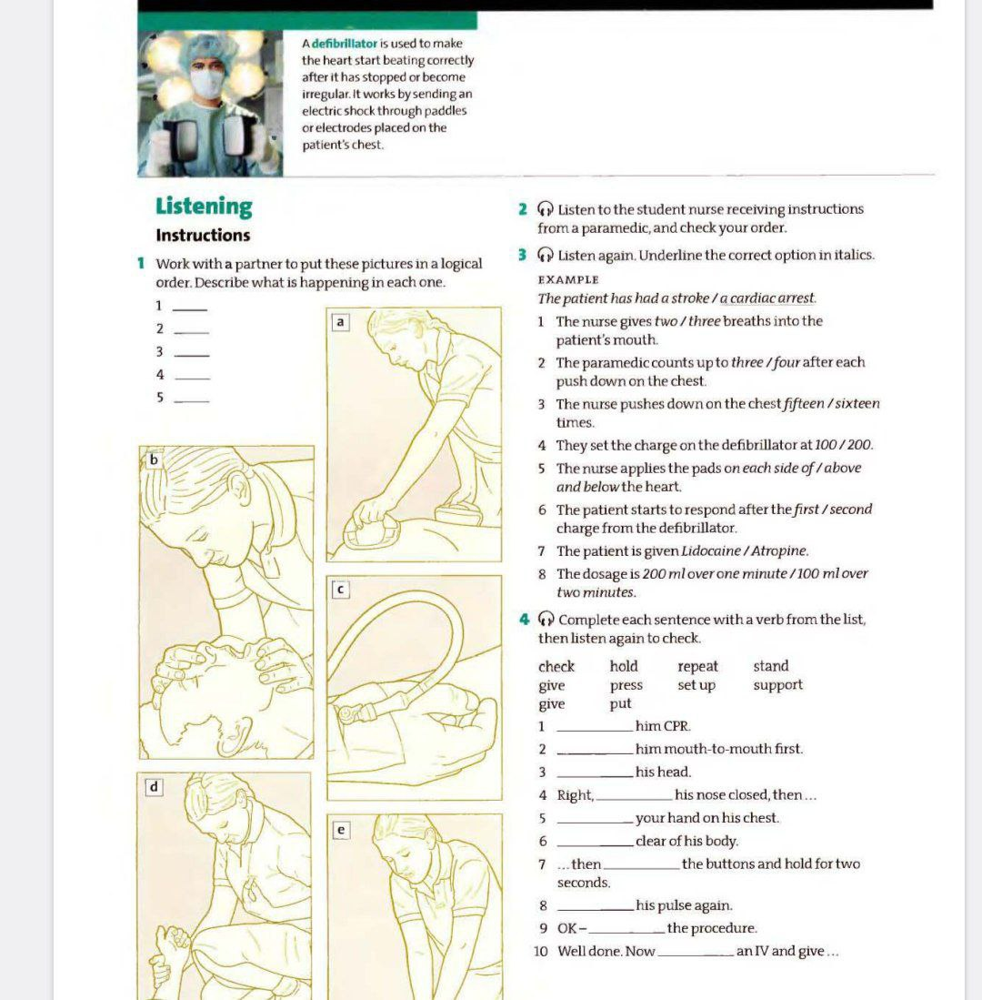 A defibrillator is used to make
the heart start beating correctly
after it has stopped or become
irregular. It works by sending an
electric shock through paddles
or electrodes placed on the
patient's chest.
Listening
Instructions
1 Work with a partner to put these pictures in a logical
order. Describe what is happening in each one.
1 ____
2 ____
3 ____
4 ____
5 ____
a
b
c
d
e
2 Listen to the student nurse receiving instructions
from a paramedic, and check your order.
3 Listen again. Underline the correct option in italics.
EXAMPLE
The patient has had a stroke / a cardiac arrest.
1 The nurse gives two / three breaths into the
patient's mouth.
2 The paramedic counts up to three / four after each
push down on the chest.
3 The nurse pushes down on the chest fifteen / sixteen
times.
4 They set the charge on the defibrillator at 100 / 200.
5 The nurse applies the pads on each side of / above
and below the heart.
6 The patient starts to respond after the first / second
charge from the defibrillator.
7 The patient is given Lidocaine / Atropine.
8 The dosage is 200 ml over one minute / 100 ml over
two minutes.
4 Complete each sentence with a verb from the list,
then listen again to check.
check hold repeat stand
give press set up support
give put
1 __________ him CPR.
2 __________ him mouth-to-mouth first.
3 __________ his head.
4 Right, __________ his nose closed, then ...
5 __________ your hand on his chest.
6 __________ clear of his body.
7 ... then __________ the buttons and hold for two
seconds.
8 __________ his pulse again.
9 OK – __________ the procedure.
10 Well done. Now __________ an IV and give ...